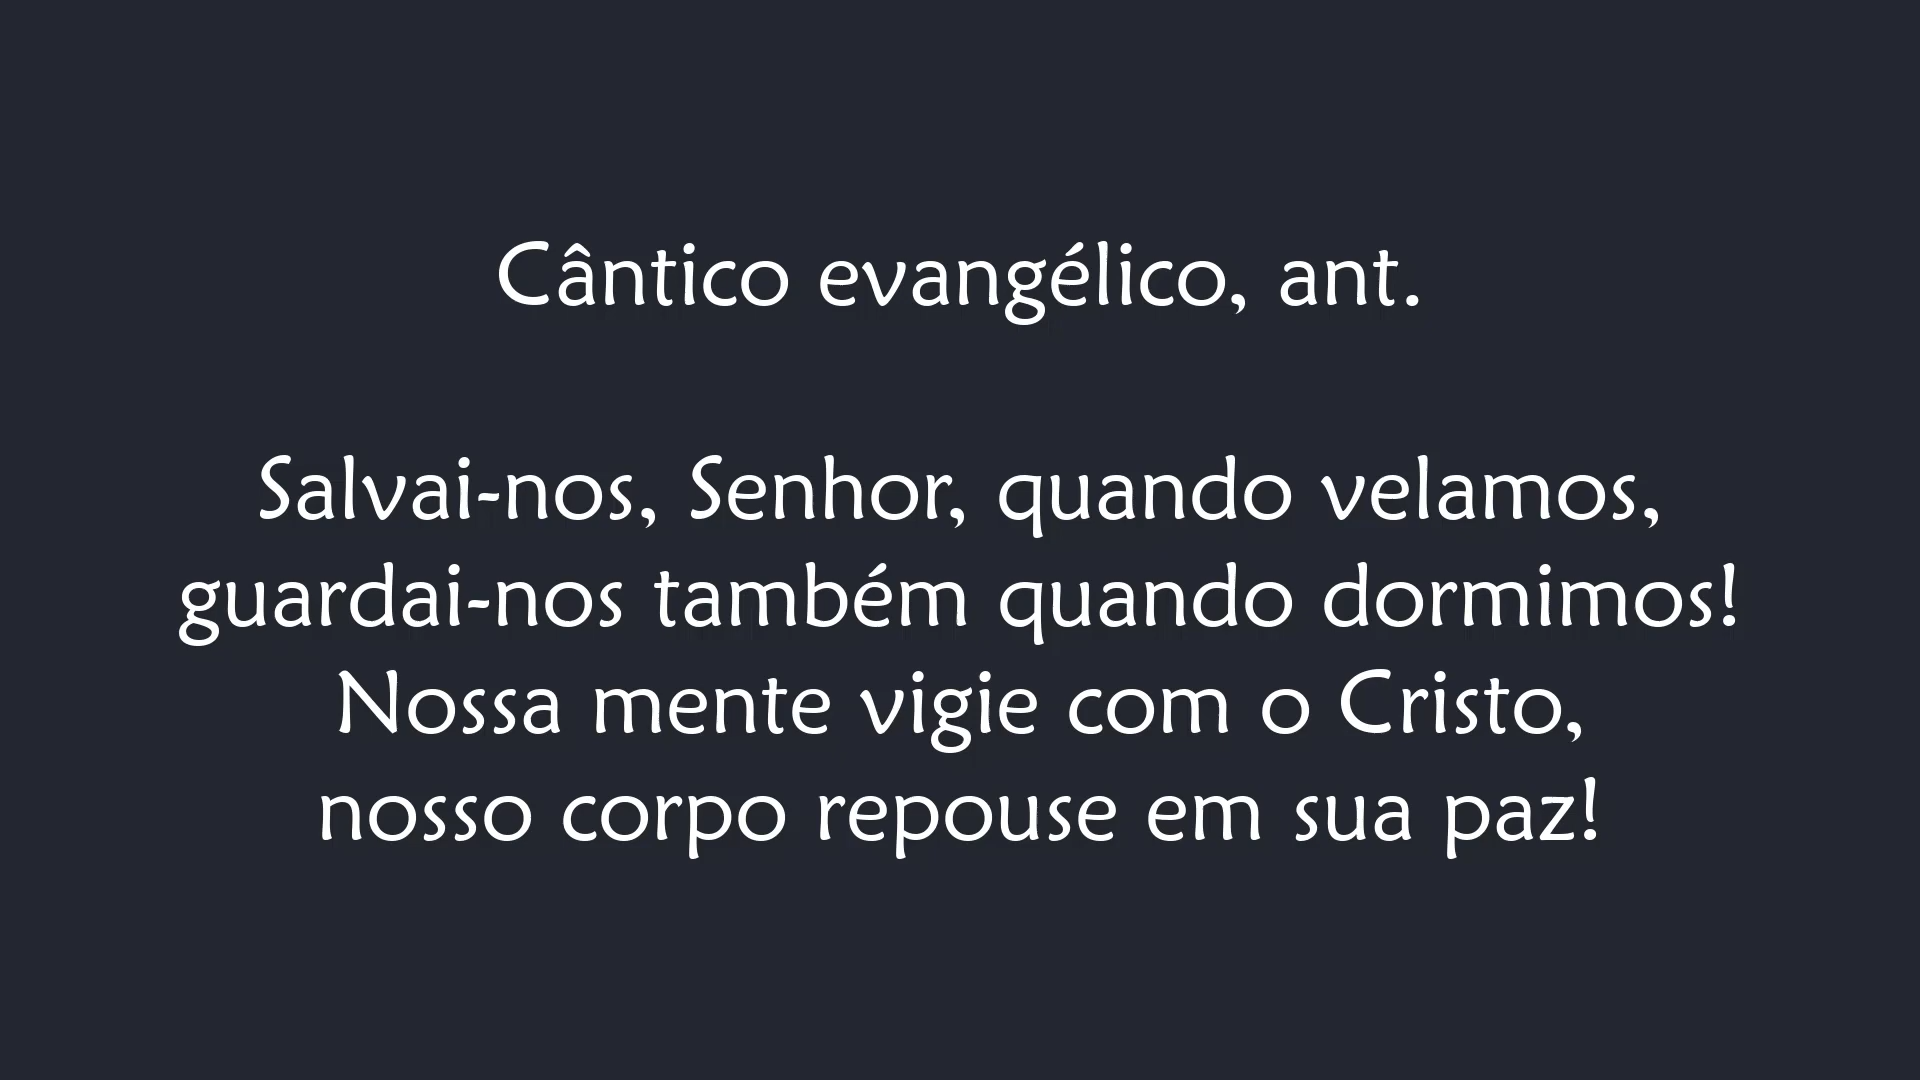 Cântico evangélico, ant.
Salvai-nos, Senhor, quando velamos,
guardai-nos também quando dormimos!
Nossa mente vigie com o Cristo,
nosso corpo repouse em sua paz!